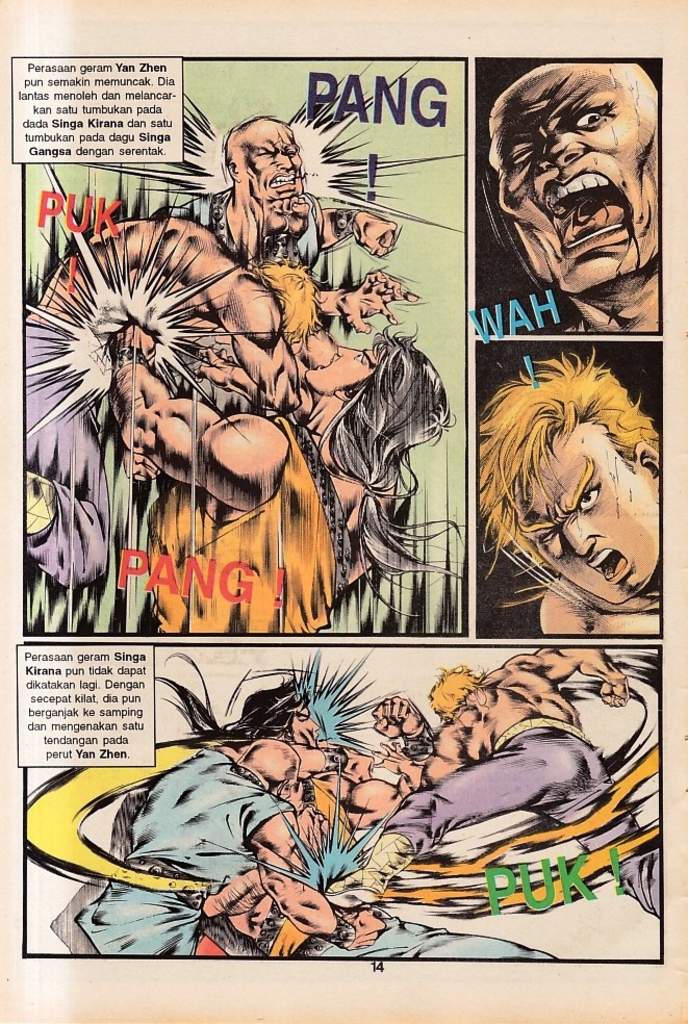 Perasaan geram Yan Zhen
pun semakin memuncak. Dia
lantas menoleh dan melancar-
kan satu tumbukan pada
dada Singa Kirana dan satu
tumbukan pada dagu Singa
Gangsa dengan serentak.
PANG
!
PUK
!
WAH
!
PANG !
Perasaan geram Singa
Kirana pun tidak dapat
dikatakan lagi. Dengan
secepat kilat, dia pun
berganjak ke samping
dan mengenakan satu
tendangan pada
perut Yan Zhen.
PUK !
14